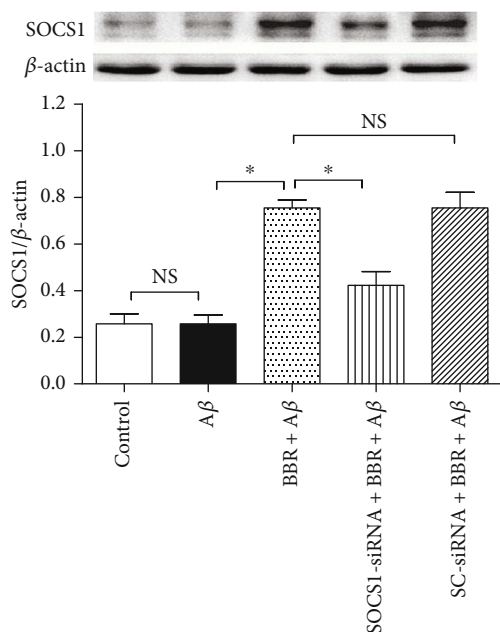 SOCS1
β-actin
1.2
1.0
0.8
0.6
0.4
0.2
0.0
SOCS1/β-actin
NS
*
*
NS
Control
Aβ
BBR + Aβ
SOCS1-siRNA + BBR + Aβ
SC-siRNA + BBR + Aβ